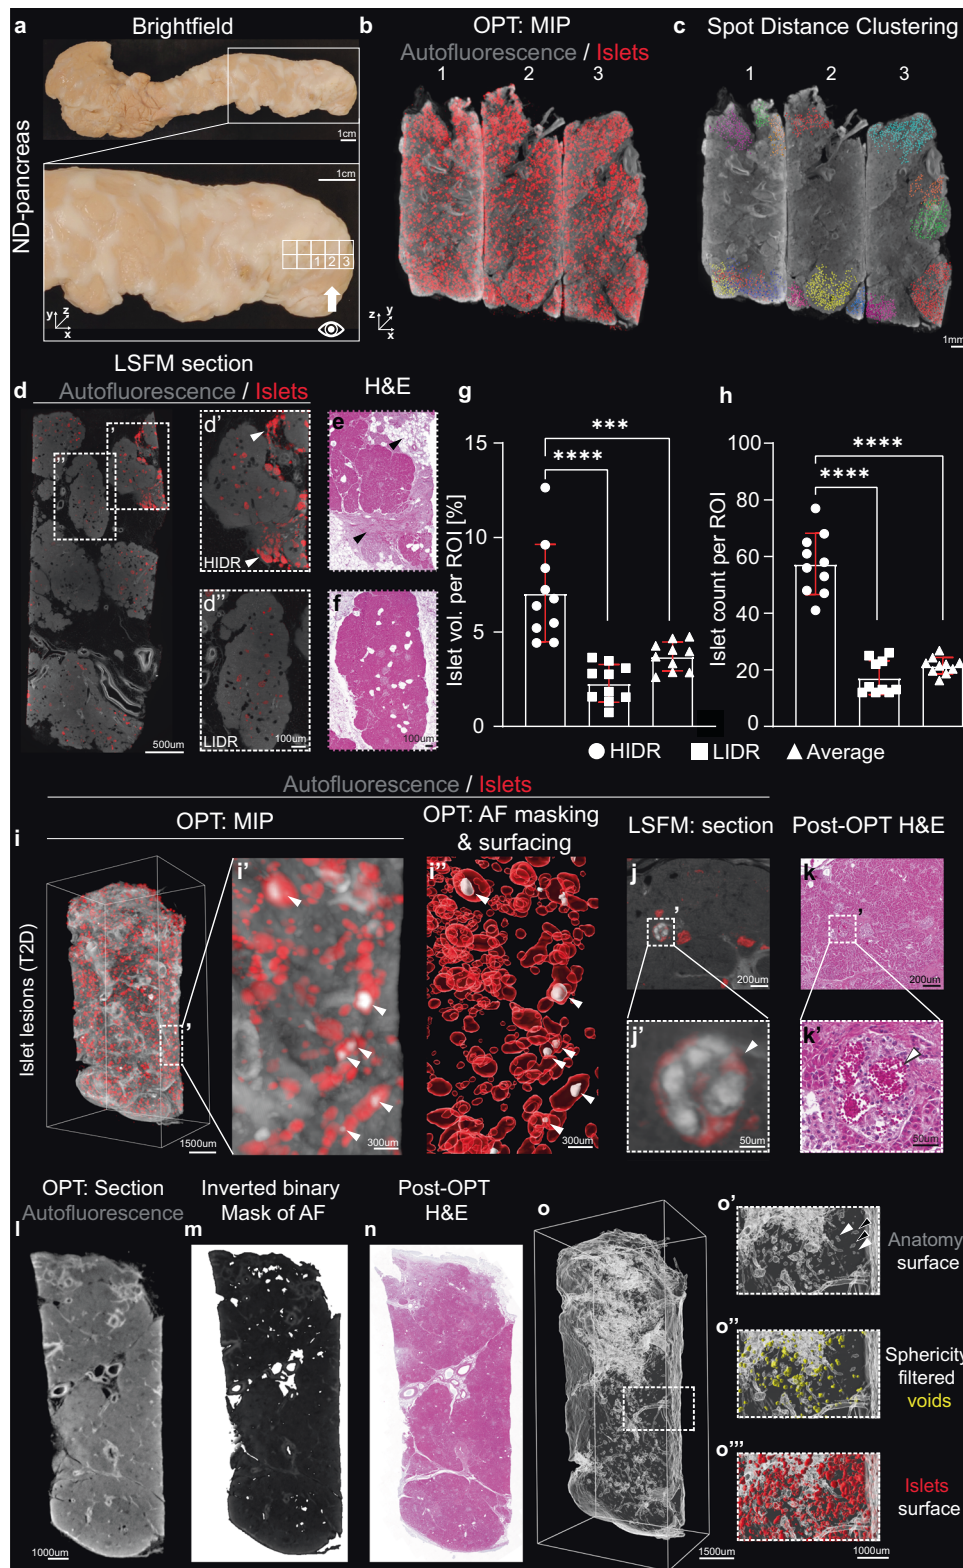 a
Brightfield
b
OPT: MIP
Autofluorescence / Islets
1 2 3
c
Spot Distance Clustering
1 2 3
ND-pancreas
1cm
1cm
1 2 3
y z x
z y x
1mm
LSFM section
d
Autofluorescence / Islets
H&E
'
''
500um
d'
HIDR
d''
LIDR
100um
e
f
100um
g
Islet vol. per ROI [%]
15
10
5
0
***
****
h
Islet count per ROI
100
80
60
40
20
0
****
****
HIDR LIDR Average
Autofluorescence / Islets
i
OPT: MIP
OPT: AF masking
& surfacing
LSFM: section
Post-OPT H&E
Islet lesions (T2D)
'
1500um
i'
300um
i''
300um
j
'
200um
j'
50um
k
'
200um
k'
50um
OPT: Section
Autofluorescence
l
1000um
Inverted binary
Mask of AF
m
Post-OPT
H&E
n
o
1500um
o'
Anatomy
surface
o''
Sphericity
filtered
voids
o'''
Islets
surface
1000um